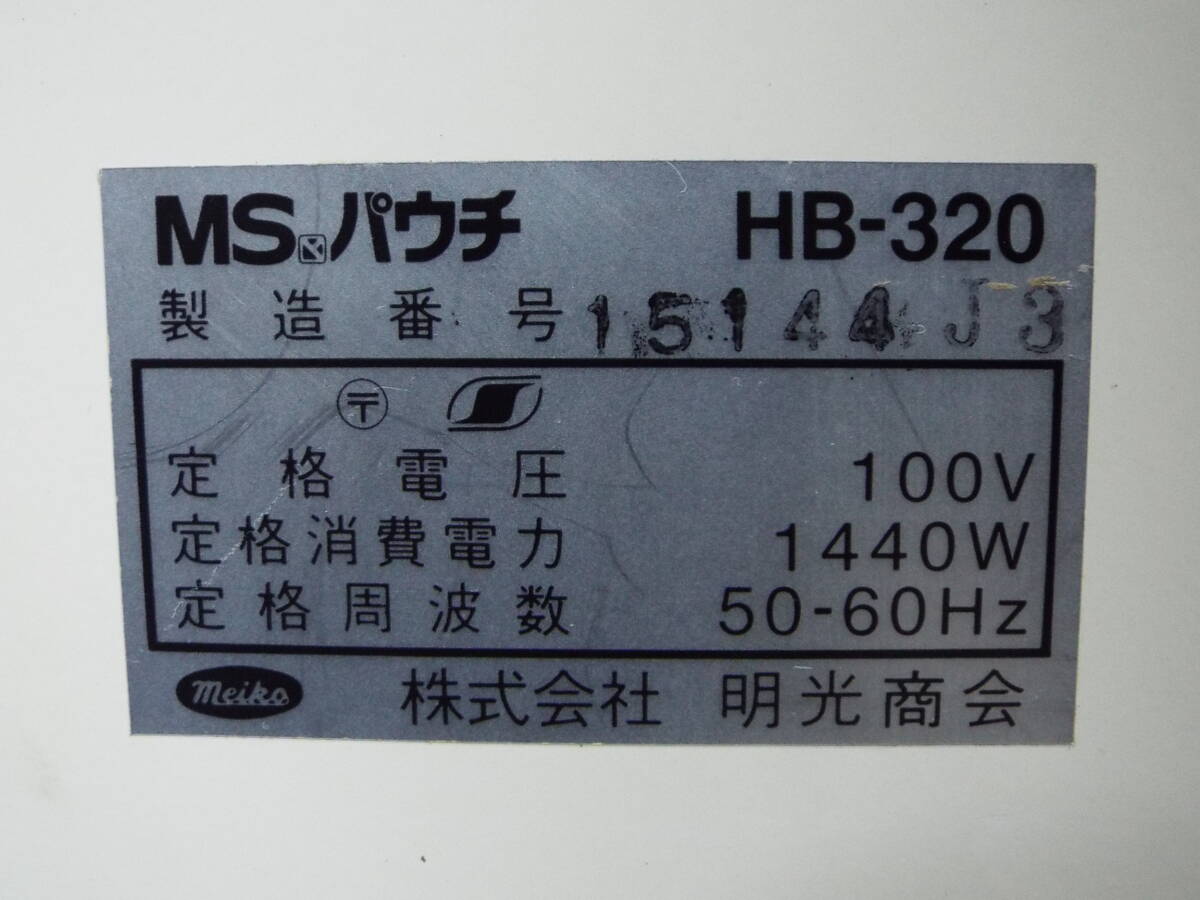 MSパウチ HB-320
製造番号 15144J3
〒
定格電圧 100V
定格消費電力 1440W
定格周波数 50-60Hz
Meiko 株式会社 明光商会